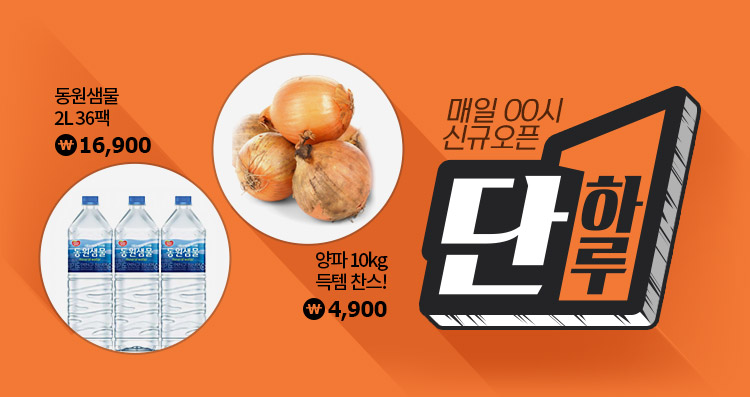 동원샘물
2L 36팩
₩ 16,900
동원샘물
동원샘물
동원샘물
양파 10kg
득템 찬스!
₩ 4,900
매일 00시
신규오픈
단
하루